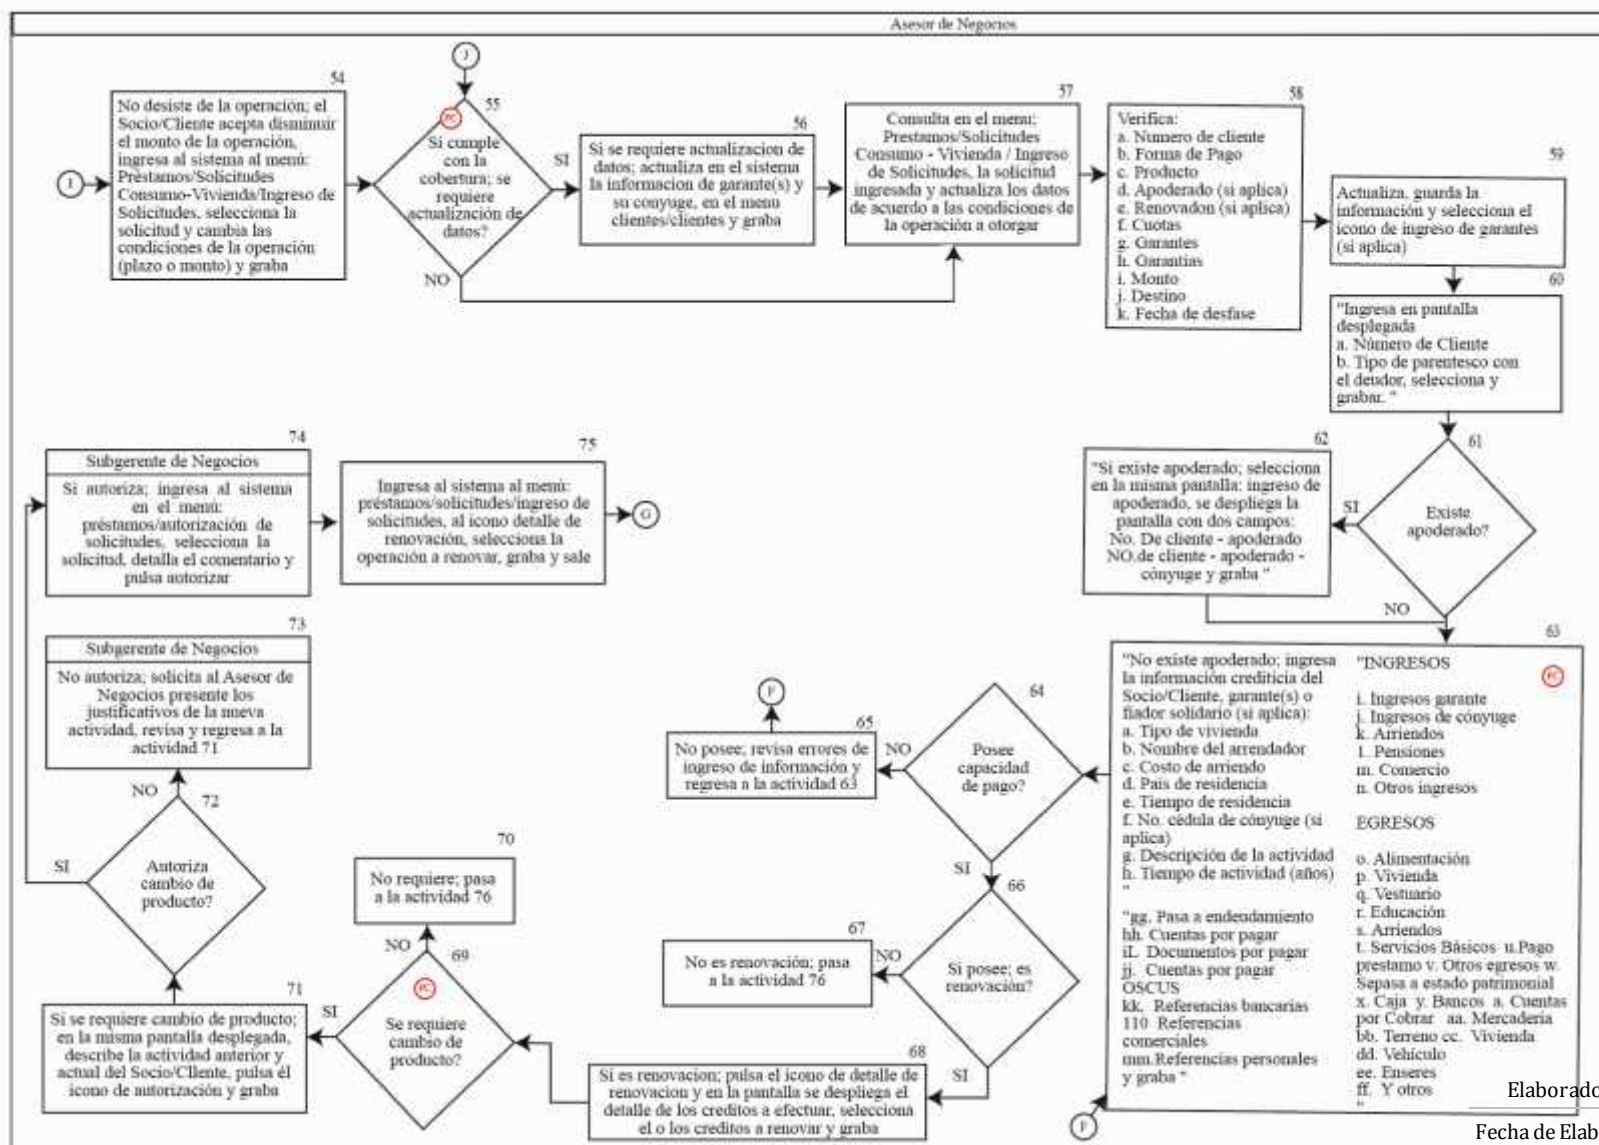 Asesor de Negocios
54
No desiste de la operación; el
Socio/Cliente acepta disminuir
el monto de la operación,
ingresa al sistema al menú:
Prestamos/Solicitudes
Consumo-Vivienda/Ingreso de
Solicitudes, selecciona la
solicitud y cambia las
condiciones de la operación
(plazo o monto) y graba
I
J
55
PC
Si cumple
con la
cobertura; se
requiere
actualización de
datos?
SI
NO
56
Si se requiere actualizacion de
datos; actualiza en el sistema
la informacion de garante(s) y
su conyuge, en el menu
clientes/clientes y graba
57
Consulta en el menu;
Prestamos/Solicitudes
Consumo - Vivienda / Ingreso
de Solicitudes, la solicitud
ingresada y actualiza los datos
de acuerdo a las condiciones de
la operación a otorgar
58
Verifica:
a. Numero de cliente
b. Forma de Pago
c. Producto
d. Apoderado (si aplica)
e. Renovadon (si aplica)
f. Cuotas
g. Garantes
h. Garantias
i. Monto
j. Destino
k. Fecha de desfase
59
Actualiza, guarda la
información y selecciona el
icono de ingreso de garantes
(si aplica)
60
"Ingresa en pantalla
desplegada
a. Número de Cliente
b. Tipo de parentesco con
el deudor, selecciona y
grabar. "
61
Existe
apoderado?
SI
NO
62
"Si existe apoderado; selecciona
en la misma pantalla: ingreso de
apoderado, se despliega la
pantalla con dos campos:
No. De cliente - apoderado
NO.de cliente - apoderado -
cónyuge y graba "
63
PC
"No existe apoderado; ingresa
la información crediticia del
Socio/Cliente, garante(s) o
fiador solidario (si aplica):
a. Tipo de vivienda
b. Nombre del arrendador
c. Costo de arriendo
d. Pais de residencia
e. Tiempo de residencia
f. No. cédula de cónyuge (si
aplica)
g. Descripción de la actividad
h. Tiempo de actividad (años)
"
"gg. Pasa a endeudamiento
hh. Cuentas por pagar
iL Documentos por pagar
jj. Cuentas por pagar
OSCUS
kk. Referencias bancarias
110 Referencias
comerciales
mm.Referencias personales
y graba "
"INGRESOS
i. Ingresos garante
j. Ingresos de cónyuge
k. Arriendos
l. Pensiones
m. Comercio
n. Otros ingresos
EGRESOS
o. Alimentación
p. Vivienda
q. Vestuario
r. Educación
s. Arriendos
t. Servicios Básicos u.Pago
prestamo v. Otros egresos w.
Sepasa a estado patrimonial
x. Caja y. Bancos a. Cuentas
por Cobrar aa. Mercadería
bb. Terreno cc. Vivienda
dd. Vehículo
ee. Enseres
ff. Y otros
"
F
64
Posee
capacidad
de pago?
NO
SI
65
No posee; revisa errores de
ingreso de información y
regresa a la actividad 63
F
66
Si posee; es
renovación?
NO
SI
67
No es renovación; pasa
a la actividad 76
68
Si es renovacion; pulsa el icono de detalle de
renovacion y en la pantalla se despliega el
detalle de los creditos a efectuar, selecciona
el o los creditos a renovar y graba
69
PC
Se requiere
cambio de
producto?
NO
SI
70
No requiere; pasa
a la actividad 76
71
Si se requiere cambio de producto;
en la misma pantalla desplegada,
describe la actividad anterior y
actual del Socio/CIlente, pulsa él
icono de autorización y graba
72
Autoriza
cambio de
producto?
NO
SI
73
Subgerente de Negocios
No autoriza; solicita al Asesor de
Negocios presente los
justificativos de la nueva
actividad, revisa y regresa a la
actividad 71
74
Subgerente de Negocios
Si autoriza; ingresa al sistema
en el menú:
préstamos/autorización de
solicitudes, selecciona la
solicitud, detalla el comentario y
pulsa autorizar
75
Ingresa al sistema al menú:
préstamos/solicitudes/ingreso de
solicitudes, al icono detalle de
renovación, selecciona la
operación a renovar, graba y sale
G
Elaborado
Fecha de Elab